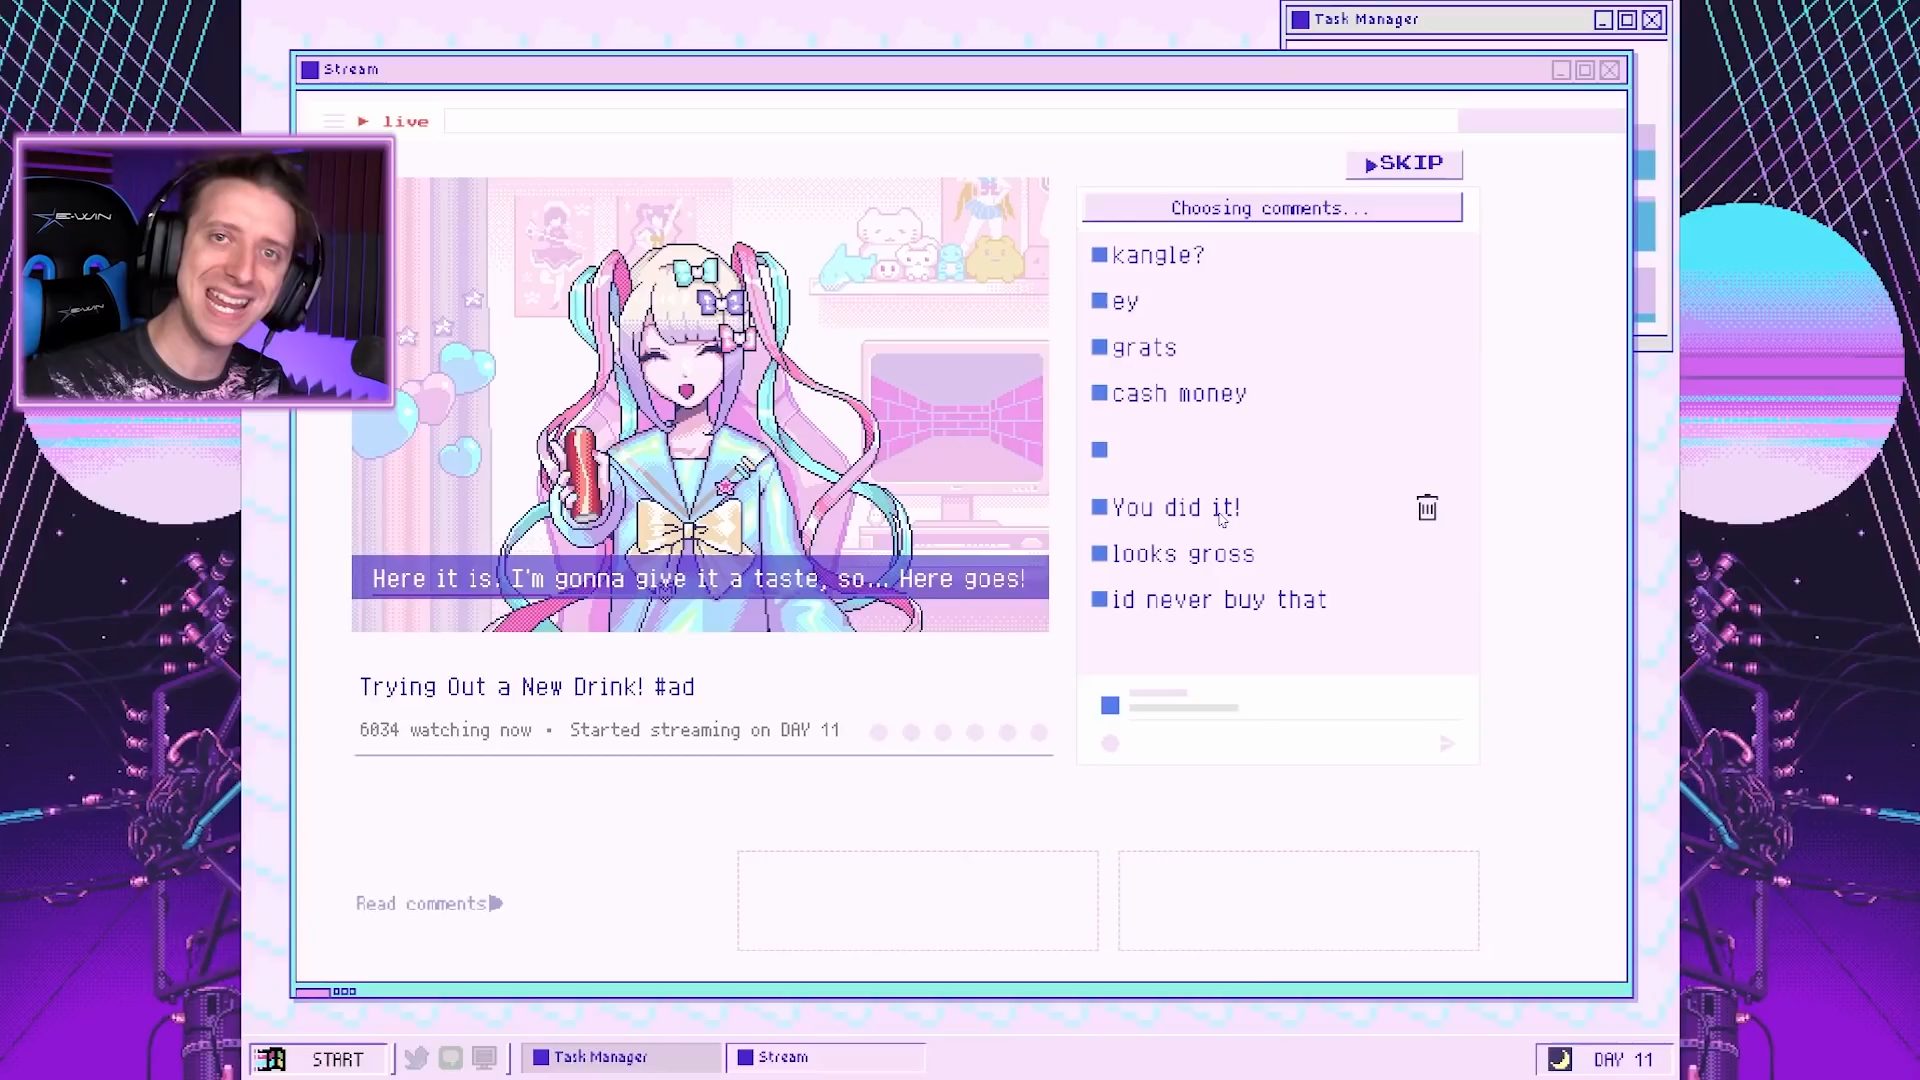 Task Manager
Stream
live
SKIP
Choosing comments...
kangle?
ey
grats
cash money
You did it!
looks gross
id never buy that
E-WIN
E-WIN
Here it is. I'm gonna give it a taste, so... Here goes!
Trying Out a New Drink! #ad
6034 watching now • Started streaming on DAY 11
Read comments
START
Task Manager
Stream
DAY 11